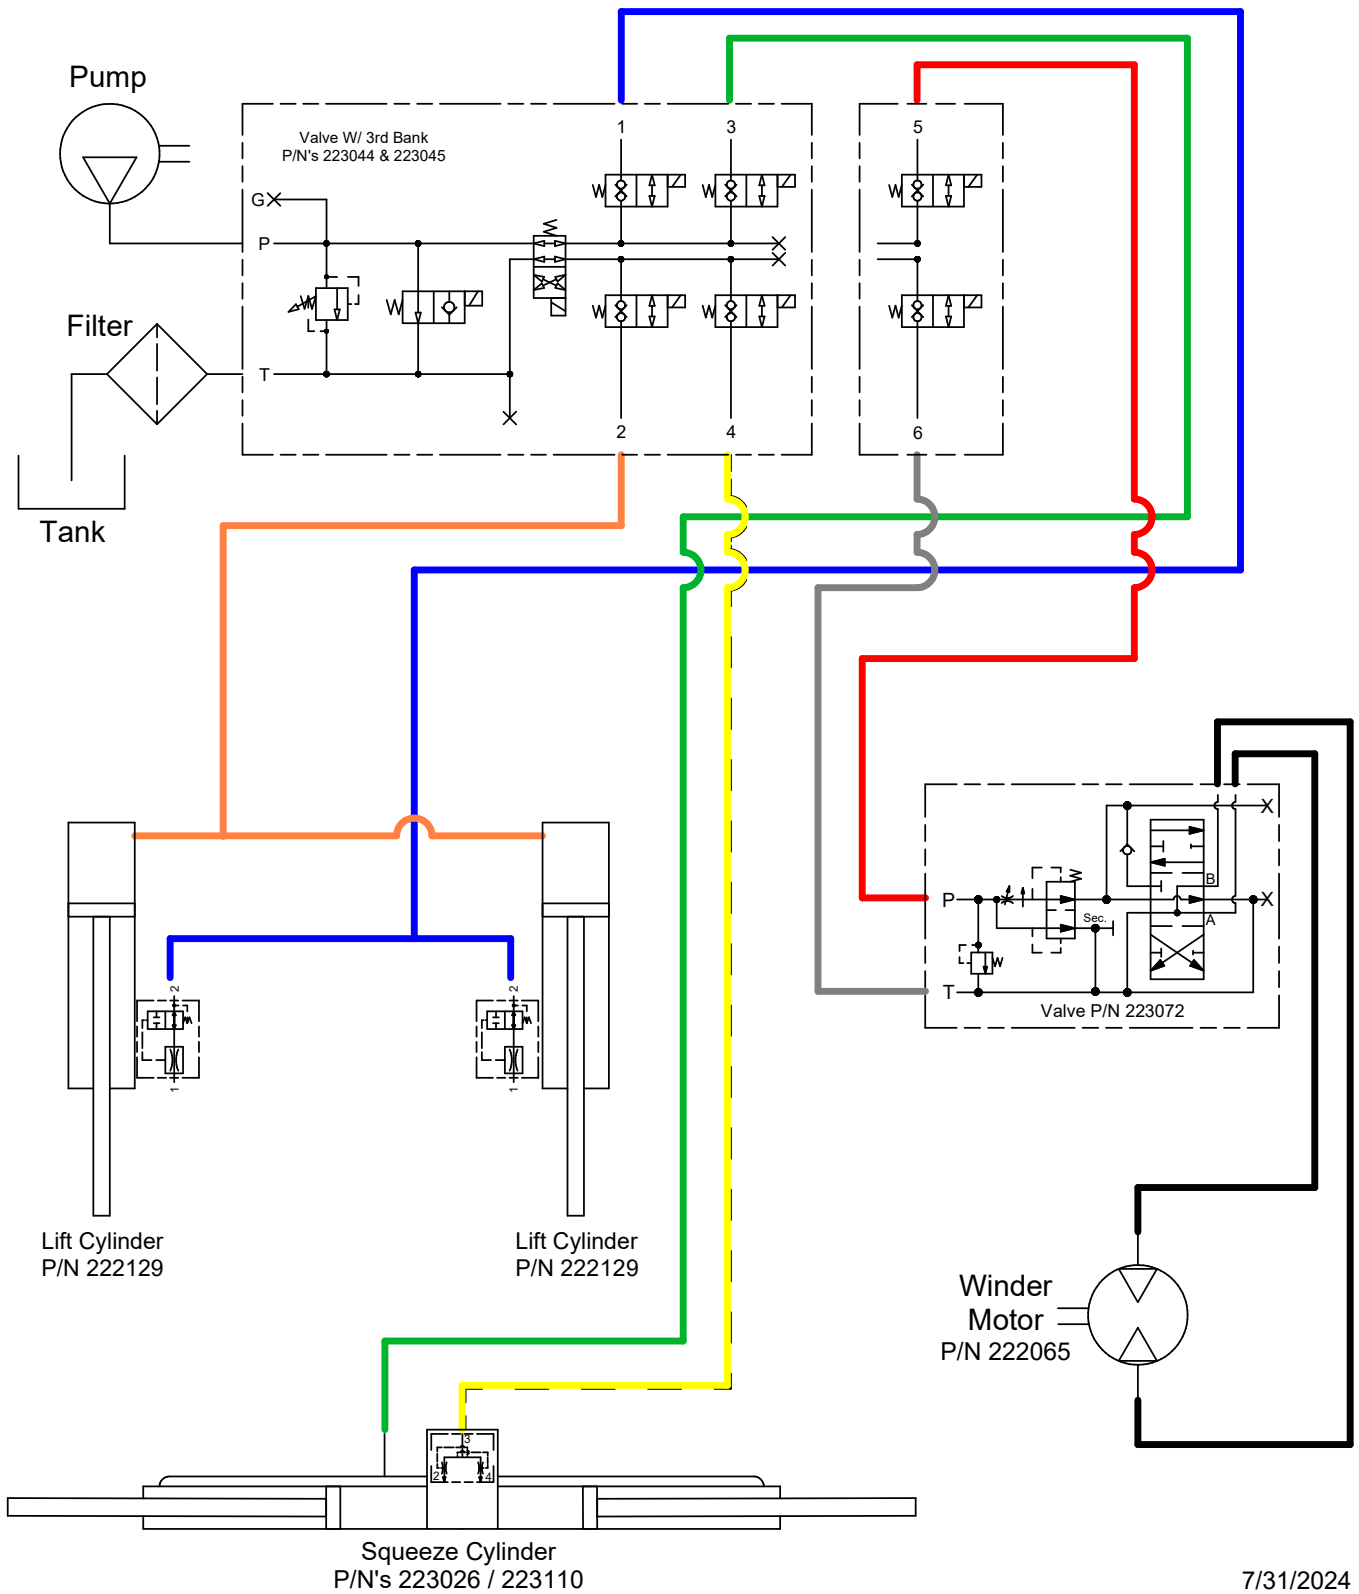 Pump
Valve W/ 3rd Bank
P/N's 223044 & 223045
1
3
5
G
P
Filter
T
2
4
6
Tank
X
B
P
X
Sec.
A
T
Valve P/N 223072
2
1
2
1
Lift Cylinder
P/N 222129
Lift Cylinder
P/N 222129
Winder
Motor
P/N 222065
3
2
4
Squeeze Cylinder
P/N's 223026 / 223110
7/31/2024